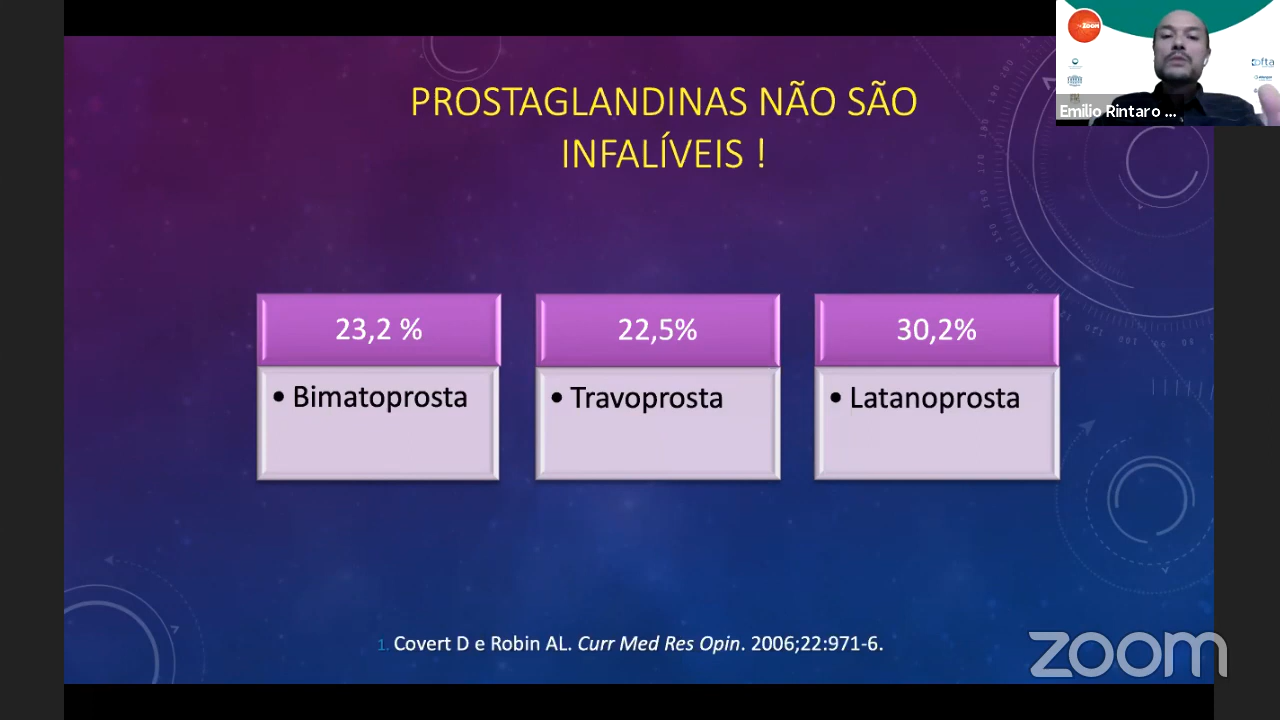 PROSTAGLANDINAS NÃO SÃO
INFALÍVEIS !
23,2 %
• Bimatoprosta
22,5%
• Travoprosta
30,2%
• Latanoprosta
1. Covert D e Robin AL. Curr Med Res Opin. 2006;22:971-6.
Emilio Rintaro ...
ofta
zoom